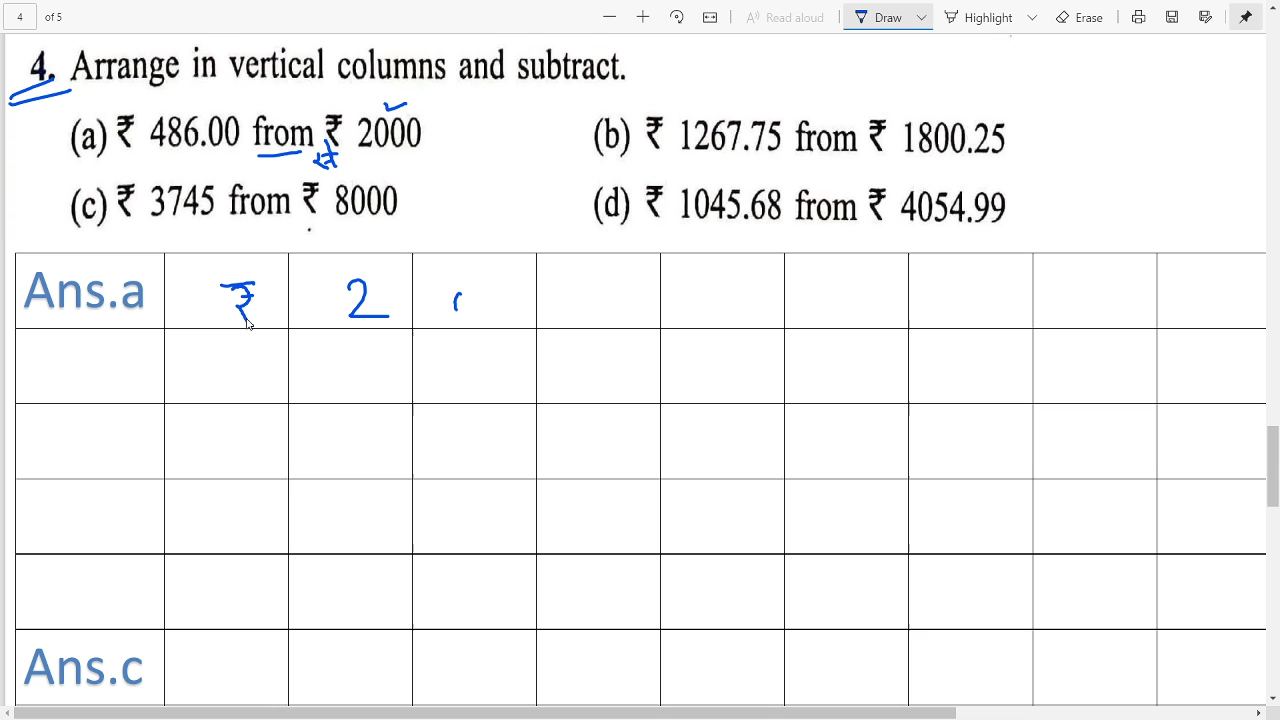 4 of 5 Read aloud Draw Highlight Erase
4. Arrange in vertical columns and subtract.
(a) ₹ 486.00 from ₹ 2000 (b) ₹ 1267.75 from ₹ 1800.25
(c) ₹ 3745 from ₹ 8000 (d) ₹ 1045.68 from ₹ 4054.99
Ans.a ₹ 2
Ans.c